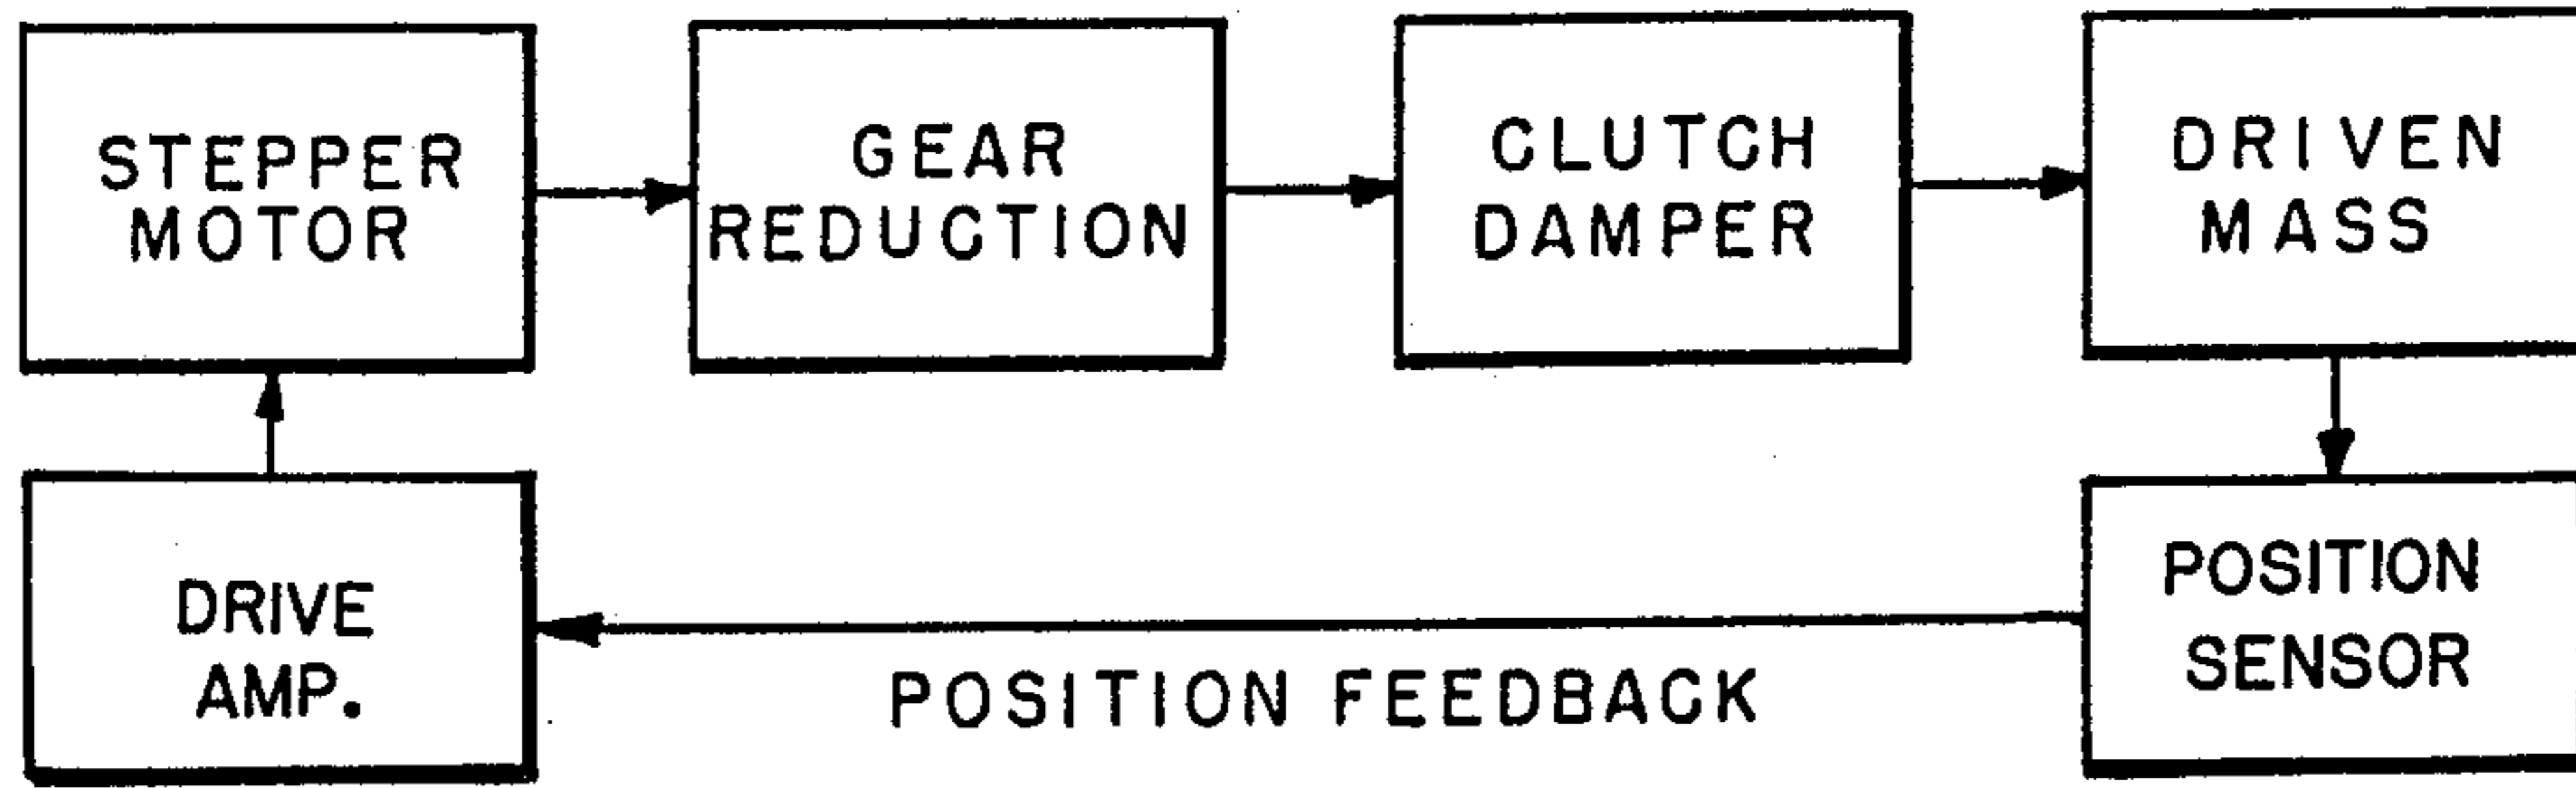 STEPPER
MOTOR
GEAR
REDUCTION
CLUTCH
DAMPER
DRIVEN
MASS
DRIVE
AMP.
POSITION FEEDBACK
POSITION
SENSOR